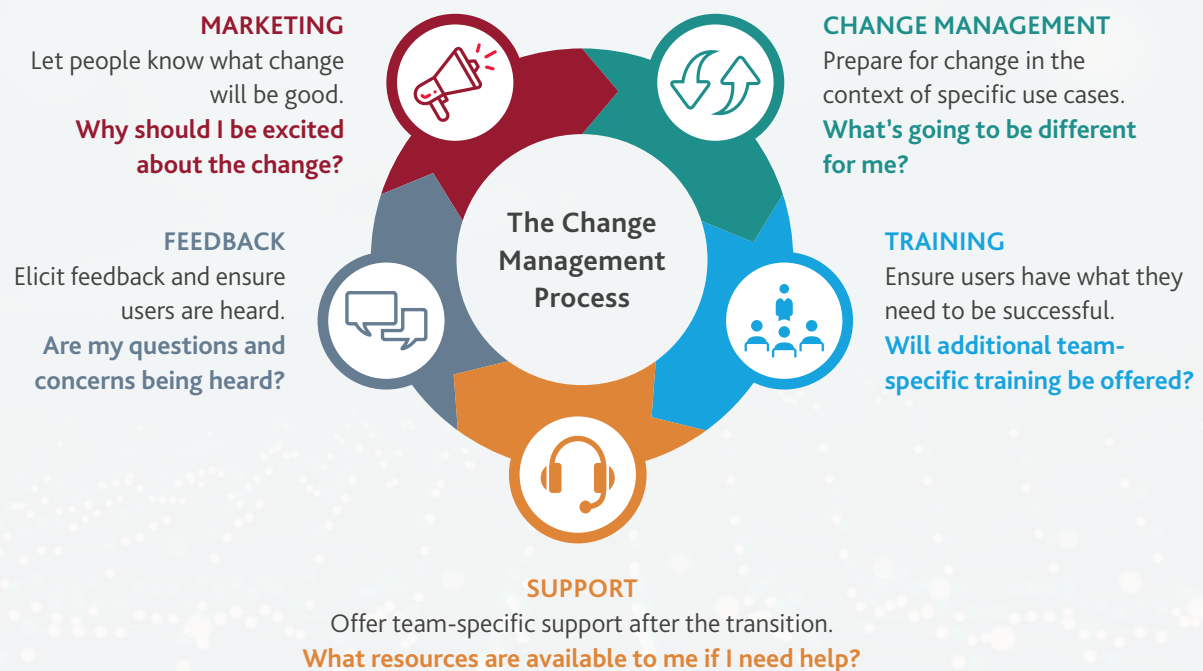 MARKETING
Let people know what change
will be good.
Why should I be excited
about the change?
CHANGE MANAGEMENT
Prepare for change in the
context of specific use cases.
What's going to be different
for me?
The Change
Management
Process
FEEDBACK
Elicit feedback and ensure
users are heard.
Are my questions and
concerns being heard?
TRAINING
Ensure users have what they
need to be successful.
Will additional team-
specific training be offered?
SUPPORT
Offer team-specific support after the transition.
What resources are available to me if I need help?